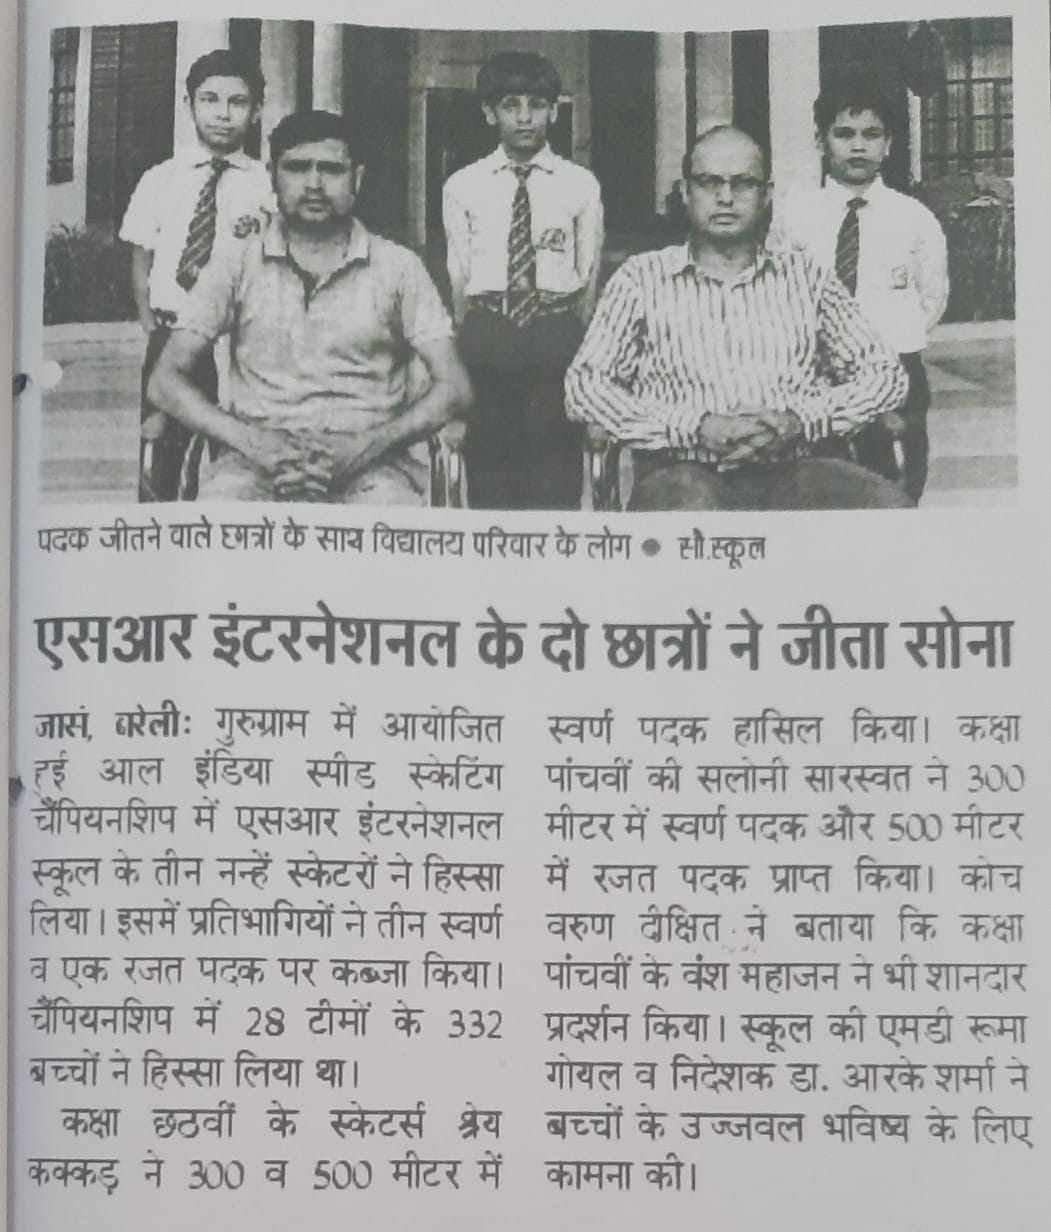 पदक जीतने वाले छात्रों के साथ विद्यालय परिवार के लोग ● सौ.स्कूल
एसआर इंटरनेशनल के दो छात्रों ने जीता सोना
जासं, बरेली: गुरुग्राम में आयोजित
हुई आल इंडिया स्पीड स्केटिंग
चैंपियनशिप में एसआर इंटरनेशनल
स्कूल के तीन नन्हें स्केटरों ने हिस्सा
लिया। इसमें प्रतिभागियों ने तीन स्वर्ण
व एक रजत पदक पर कब्जा किया।
चैंपियनशिप में 28 टीमों के 332
बच्चों ने हिस्सा लिया था।
कक्षा छठवीं के स्केटर्स श्रेय
कक्कड़ ने 300 व 500 मीटर में
स्वर्ण पदक हासिल किया। कक्षा
पांचवीं की सलोनी सारस्वत ने 300
मीटर में स्वर्ण पदक और 500 मीटर
में रजत पदक प्राप्त किया। कोच
वरुण दीक्षित ने बताया कि कक्षा
पांचवीं के वंश महाजन ने भी शानदार
प्रदर्शन किया। स्कूल की एमडी रूमा
गोयल व निदेशक डा. आरके शर्मा ने
बच्चों के उज्जवल भविष्य के लिए
कामना की।